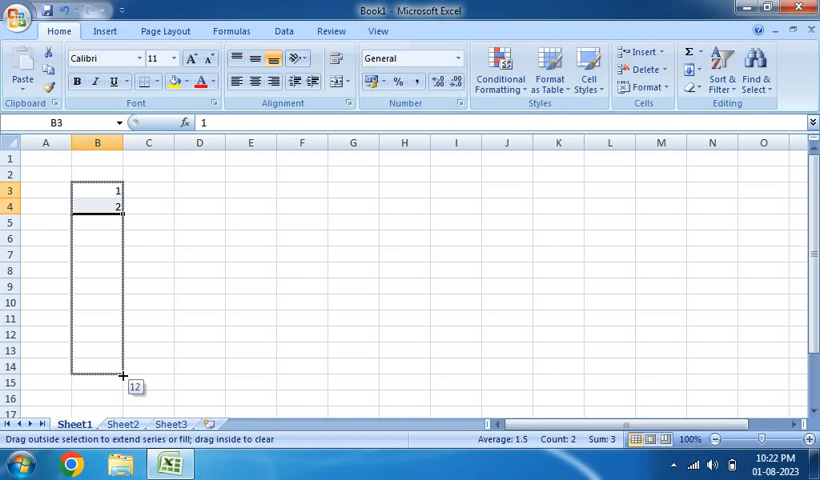 Book1 - Microsoft Excel
Home Insert Page Layout Formulas Data Review View
Calibri 11 General
Paste Conditional Formatting Format as Table Cell Styles Insert Delete Format Sort & Filter Find & Select
Clipboard Font Alignment Number Styles Cells Editing
B3 fx 1
A B C D E F G H I J K L M N O
1
2
3 1
4 2
5
6
7
8
9
10
11
12
13
14
15 12
16
17
Sheet1 Sheet2 Sheet3
Drag outside selection to extend series or fill; drag inside to clear Average: 1.5 Count: 2 Sum: 3 100%
10:22 PM
01-08-2023